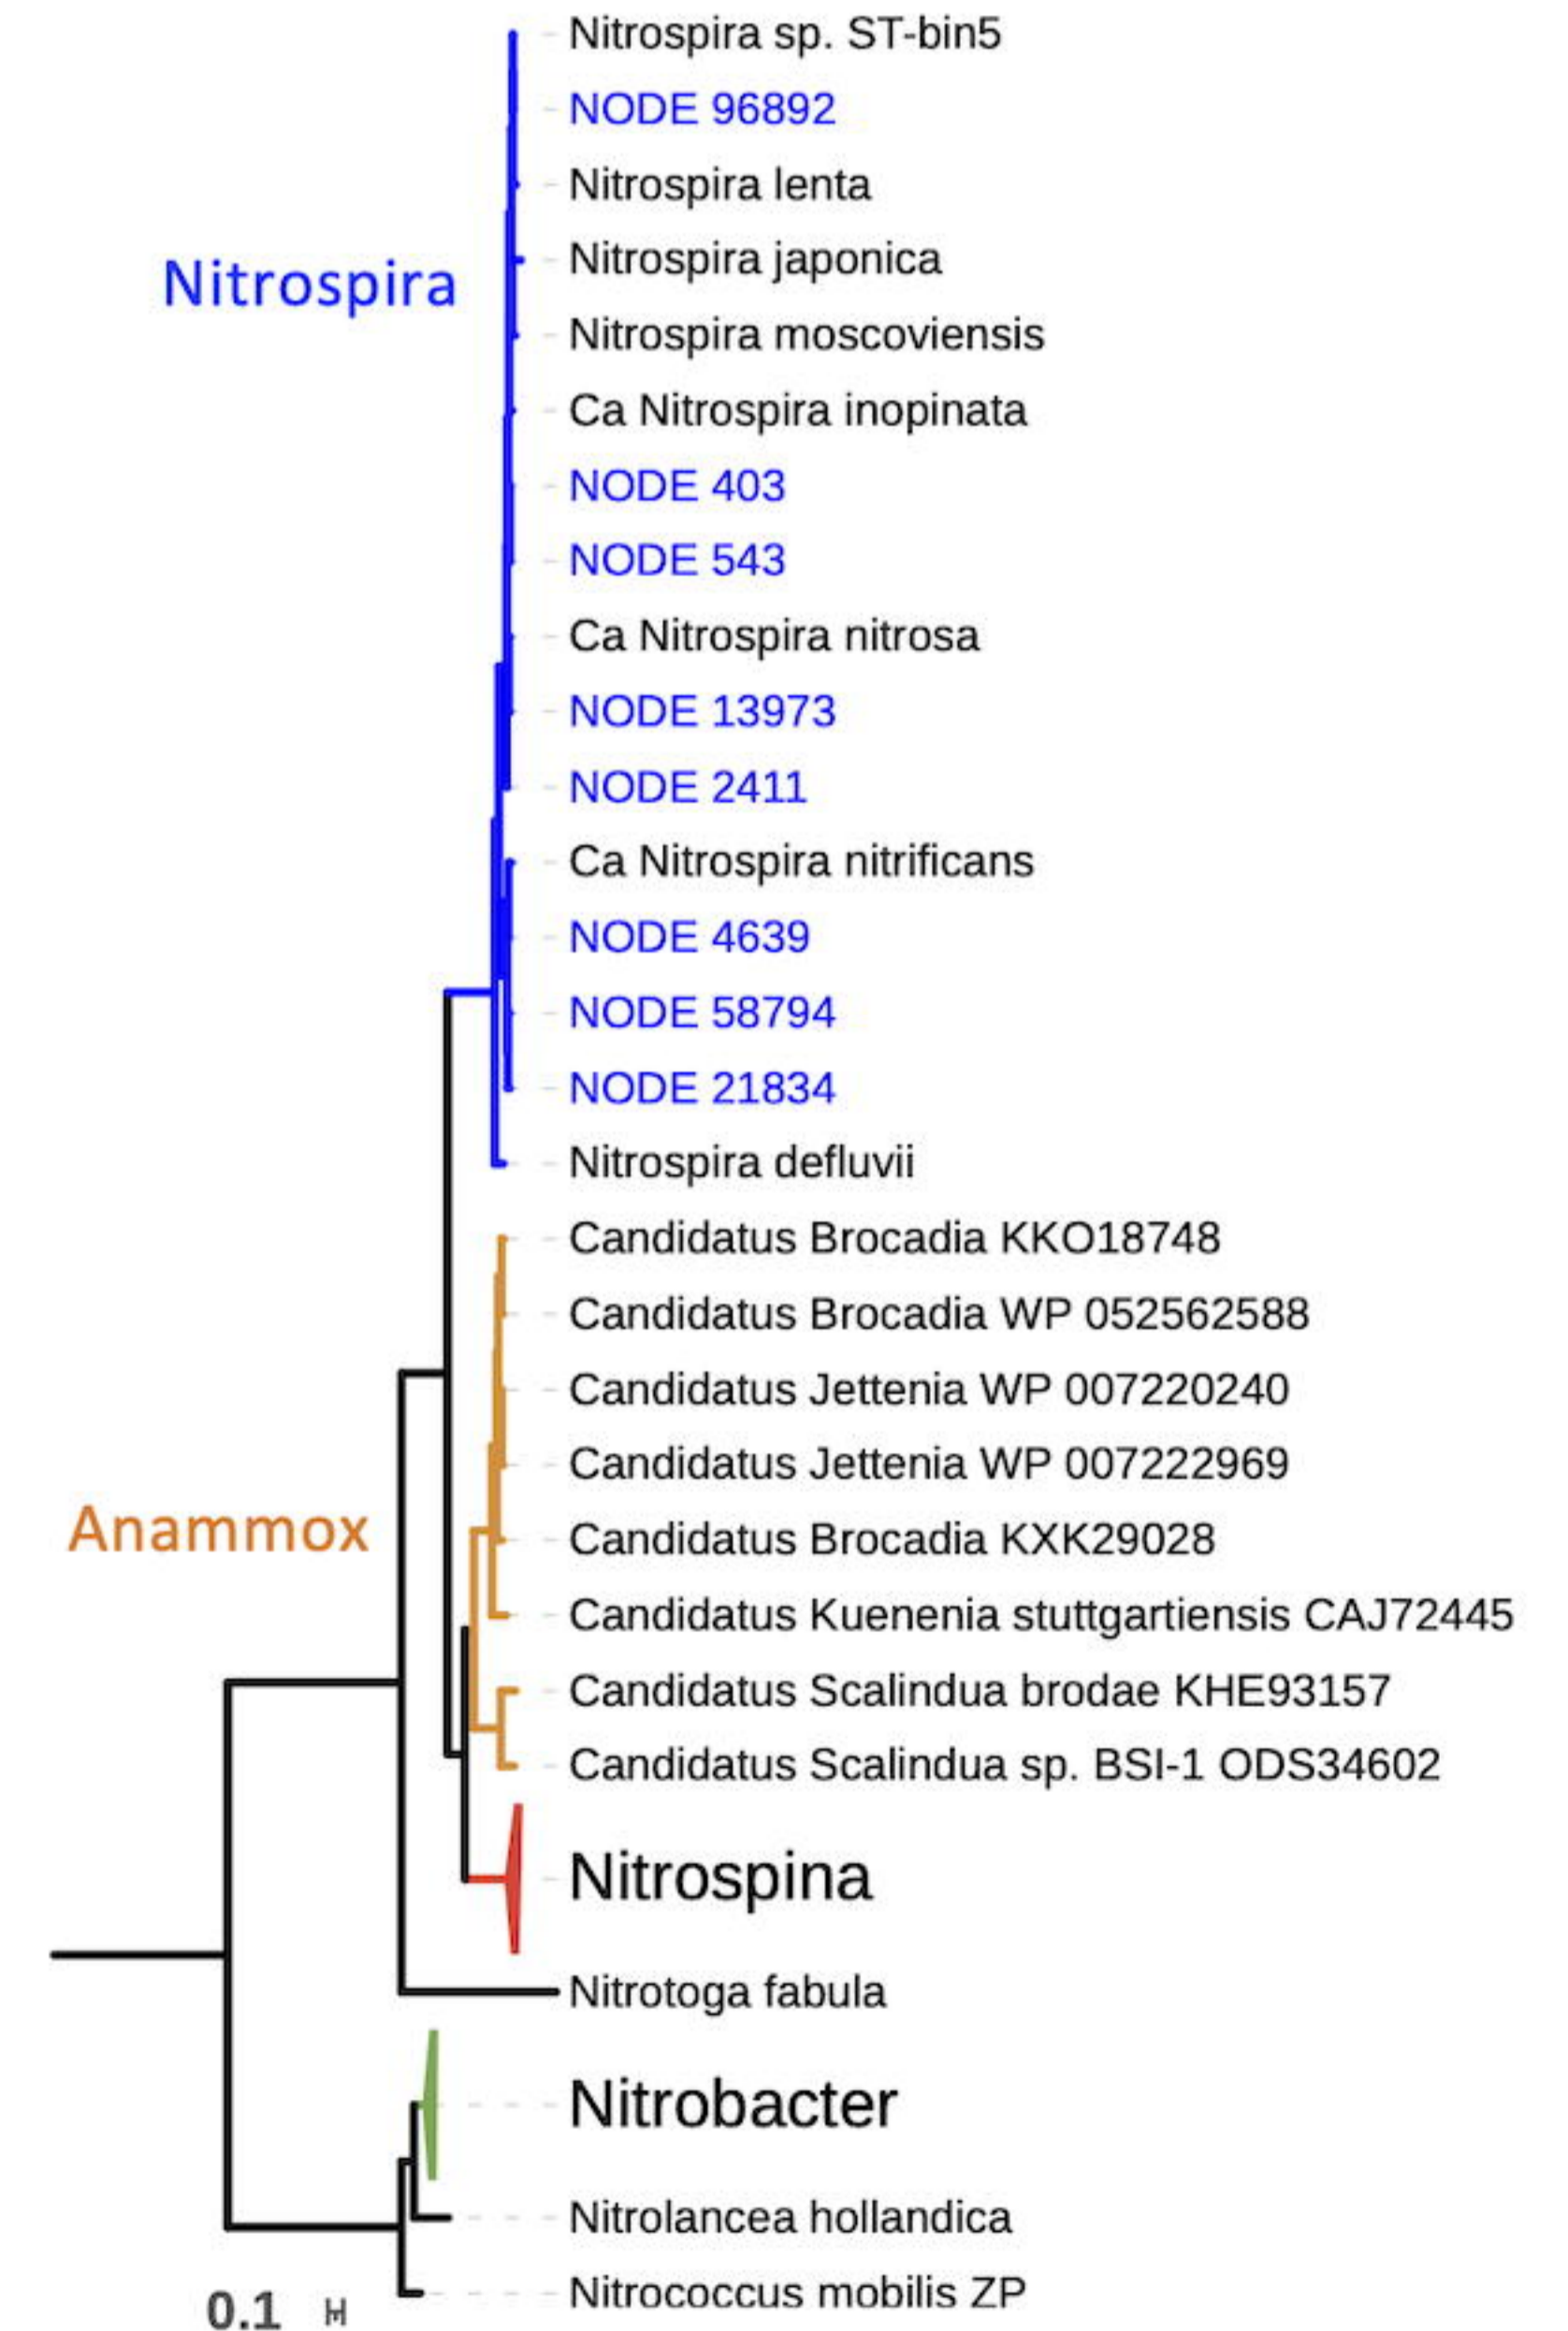 Nitrospira sp. ST-bin5
NODE 96892
Nitrospira lenta
Nitrospira japonica
Nitrospira
Nitrospira moscoviensis
Ca Nitrospira inopinata
NODE 403
NODE 543
Ca Nitrospira nitrosa
NODE 13973
NODE 2411
Ca Nitrospira nitrificans
NODE 4639
NODE 58794
NODE 21834
Nitrospira defluvii
Candidatus Brocadia KKO18748
Candidatus Brocadia WP 052562588
Candidatus Jettenia WP 007220240
Candidatus Jettenia WP 007222969
Anammox
Candidatus Brocadia KXK29028
Candidatus Kuenenia stuttgartiensis CAJ72445
Candidatus Scalindua brodae KHE93157
Candidatus Scalindua sp. BSI-1 ODS34602
Nitrospina
Nitrotoga fabula
Nitrobacter
Nitrolancea hollandica
Nitrococcus mobilis ZP
0.1